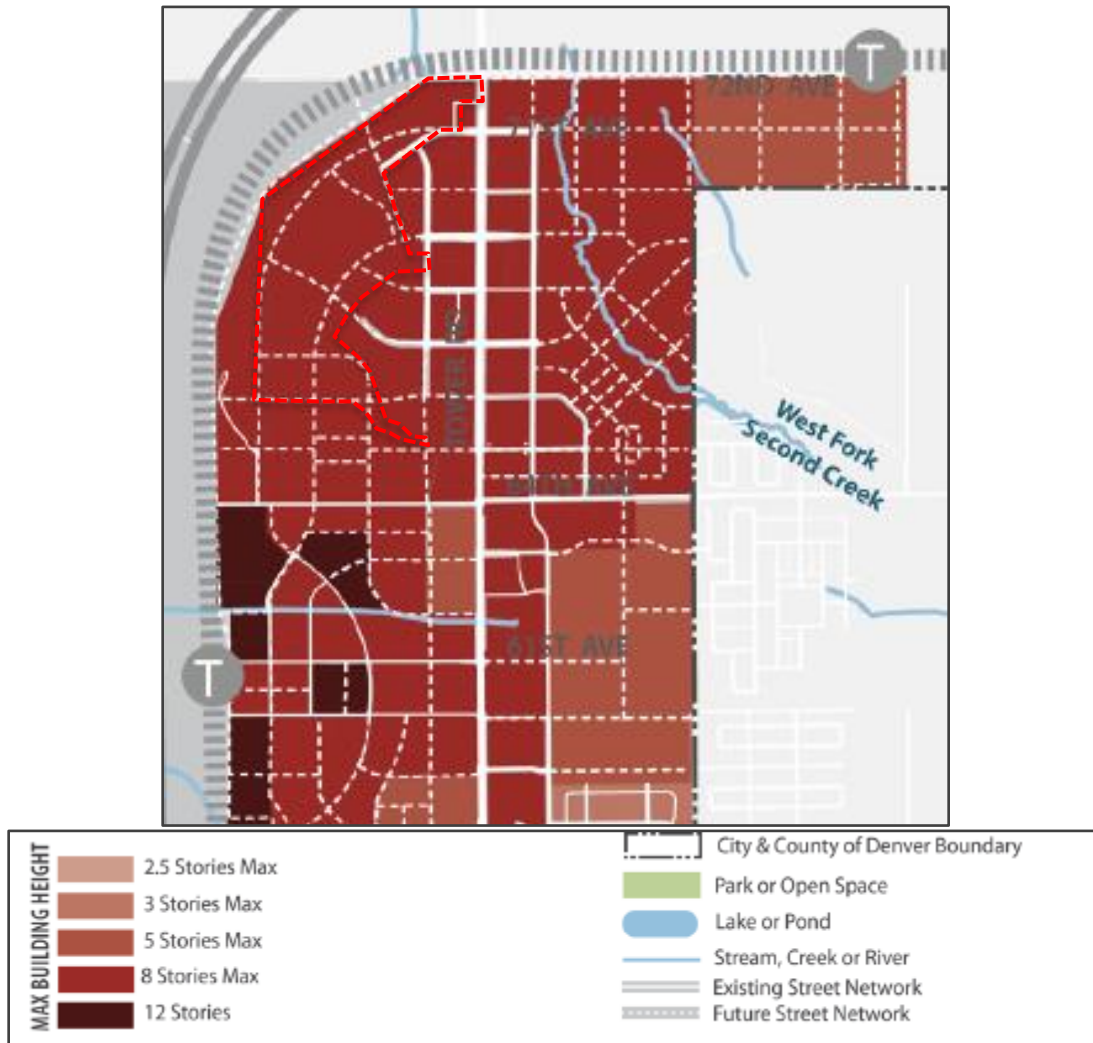 T
72ND AVE
71ST AVE
TOWER RD
West Fork
Second Creek
64TH AVE
61ST AVE
T
MAX BUILDING HEIGHT
2.5 Stories Max
3 Stories Max
5 Stories Max
8 Stories Max
12 Stories
City & County of Denver Boundary
Park or Open Space
Lake or Pond
Stream, Creek or River
Existing Street Network
Future Street Network